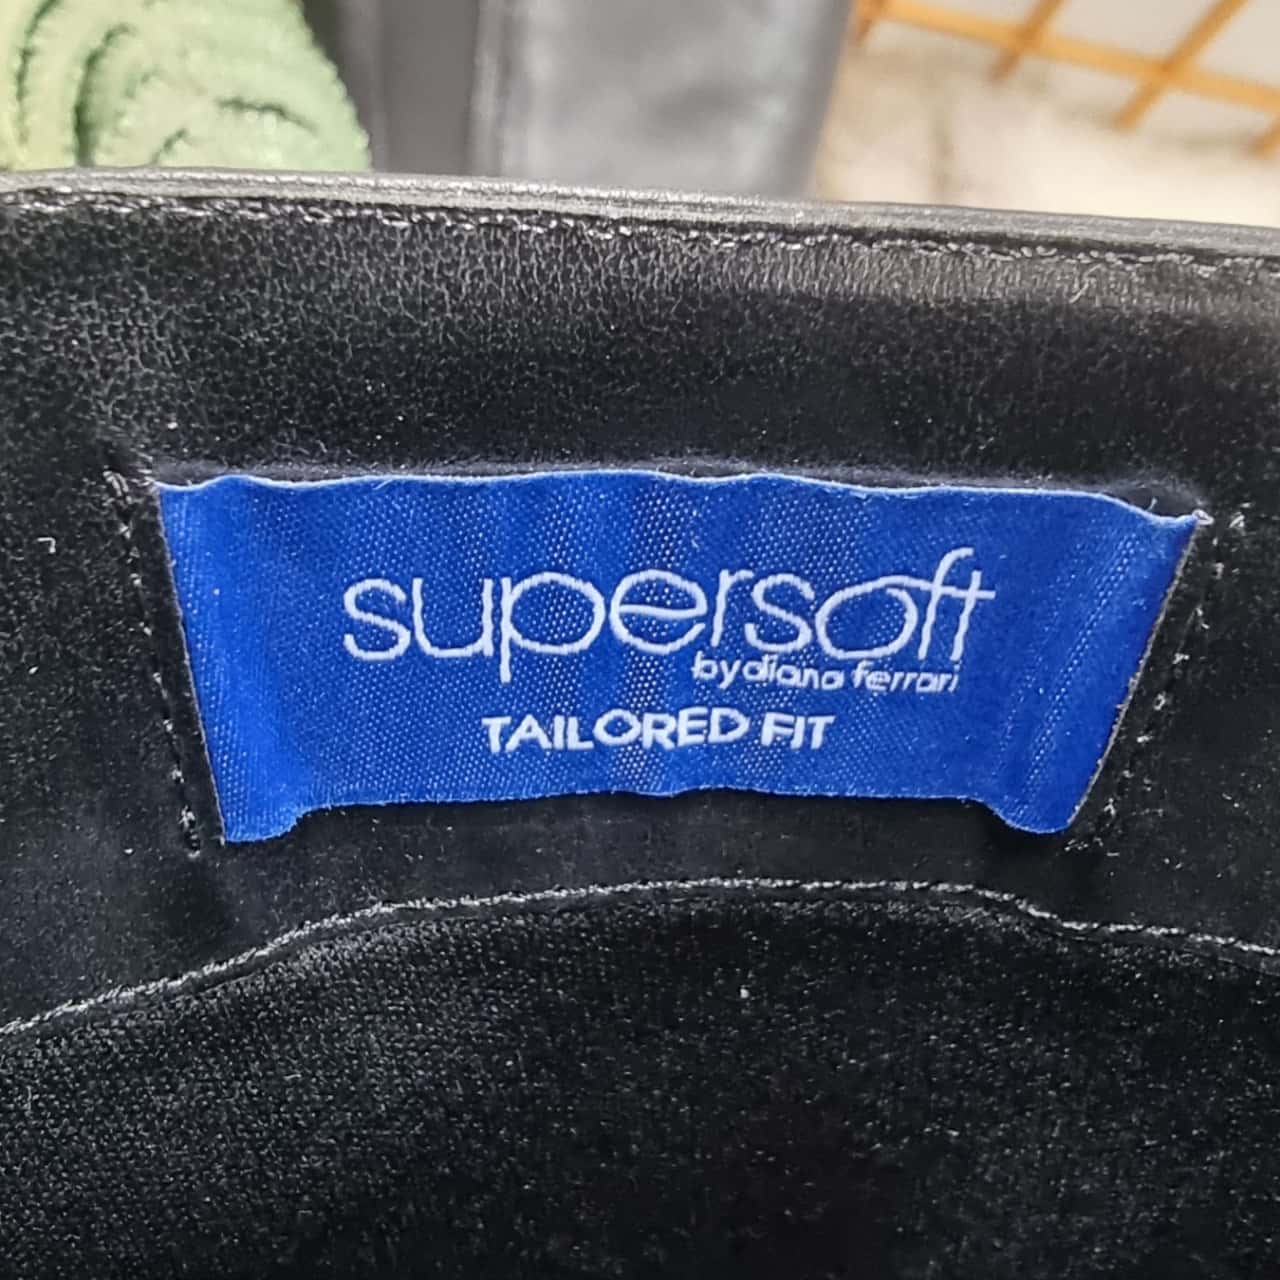 supersoft
by diana ferrari
TAILORED FIT